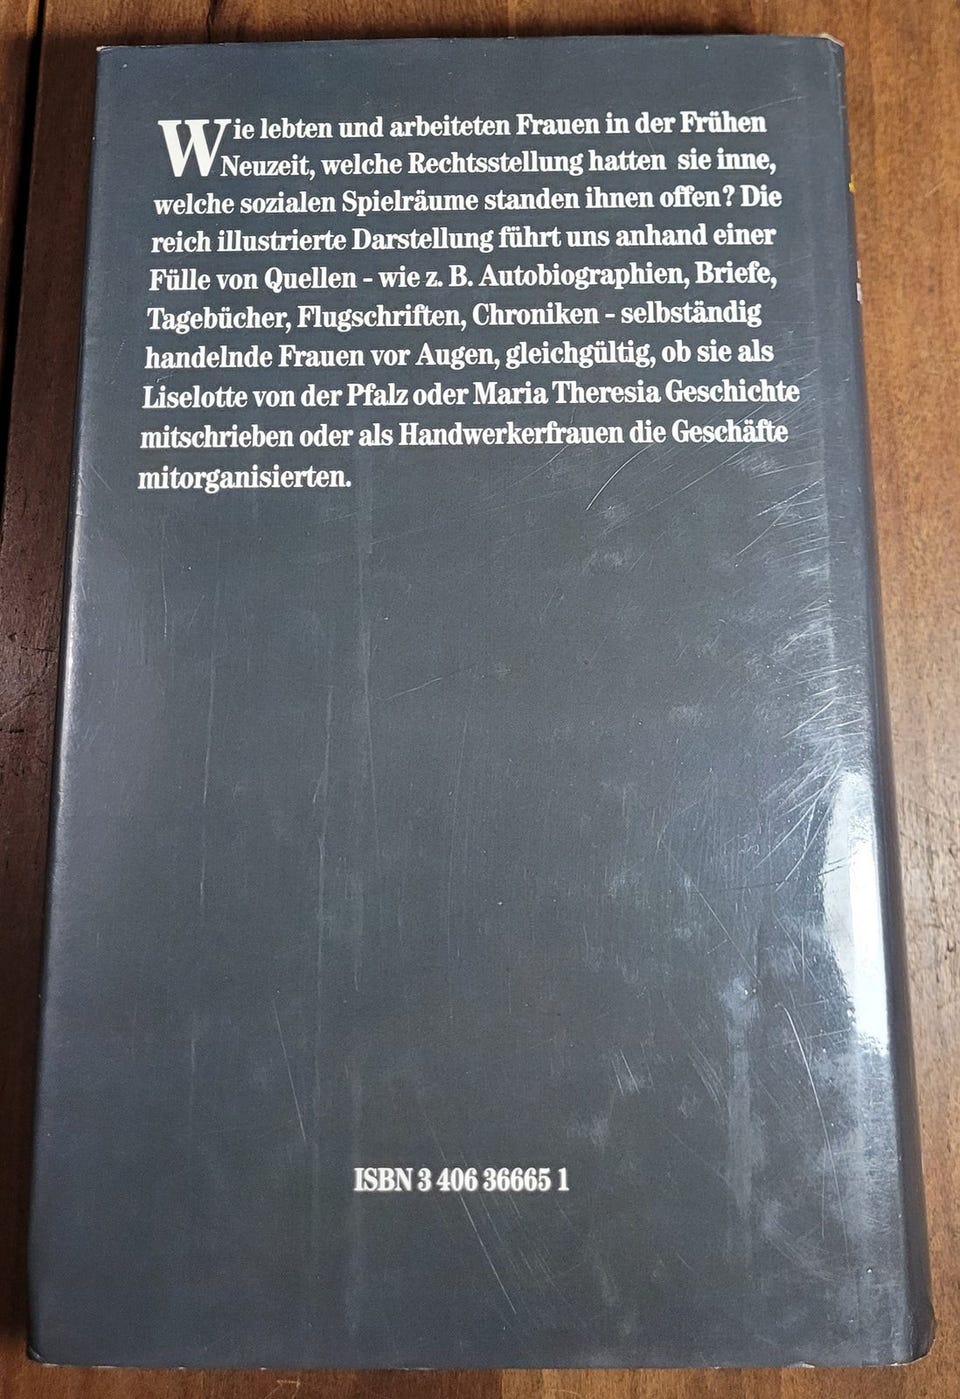 Wie lebten und arbeiteten Frauen in der Frühen
Neuzeit, welche Rechtsstellung hatten sie inne,
welche sozialen Spielräume standen ihnen offen? Die
reich illustrierte Darstellung führt uns anhand einer
Fülle von Quellen - wie z. B. Autobiographien, Briefe,
Tagebücher, Flugschriften, Chroniken - selbständig
handelnde Frauen vor Augen, gleichgültig, ob sie als
Liselotte von der Pfalz oder Maria Theresia Geschichte
mitschrieben oder als Handwerkerfrauen die Geschäfte
mitorganisierten.
ISBN 3 406 36665 1